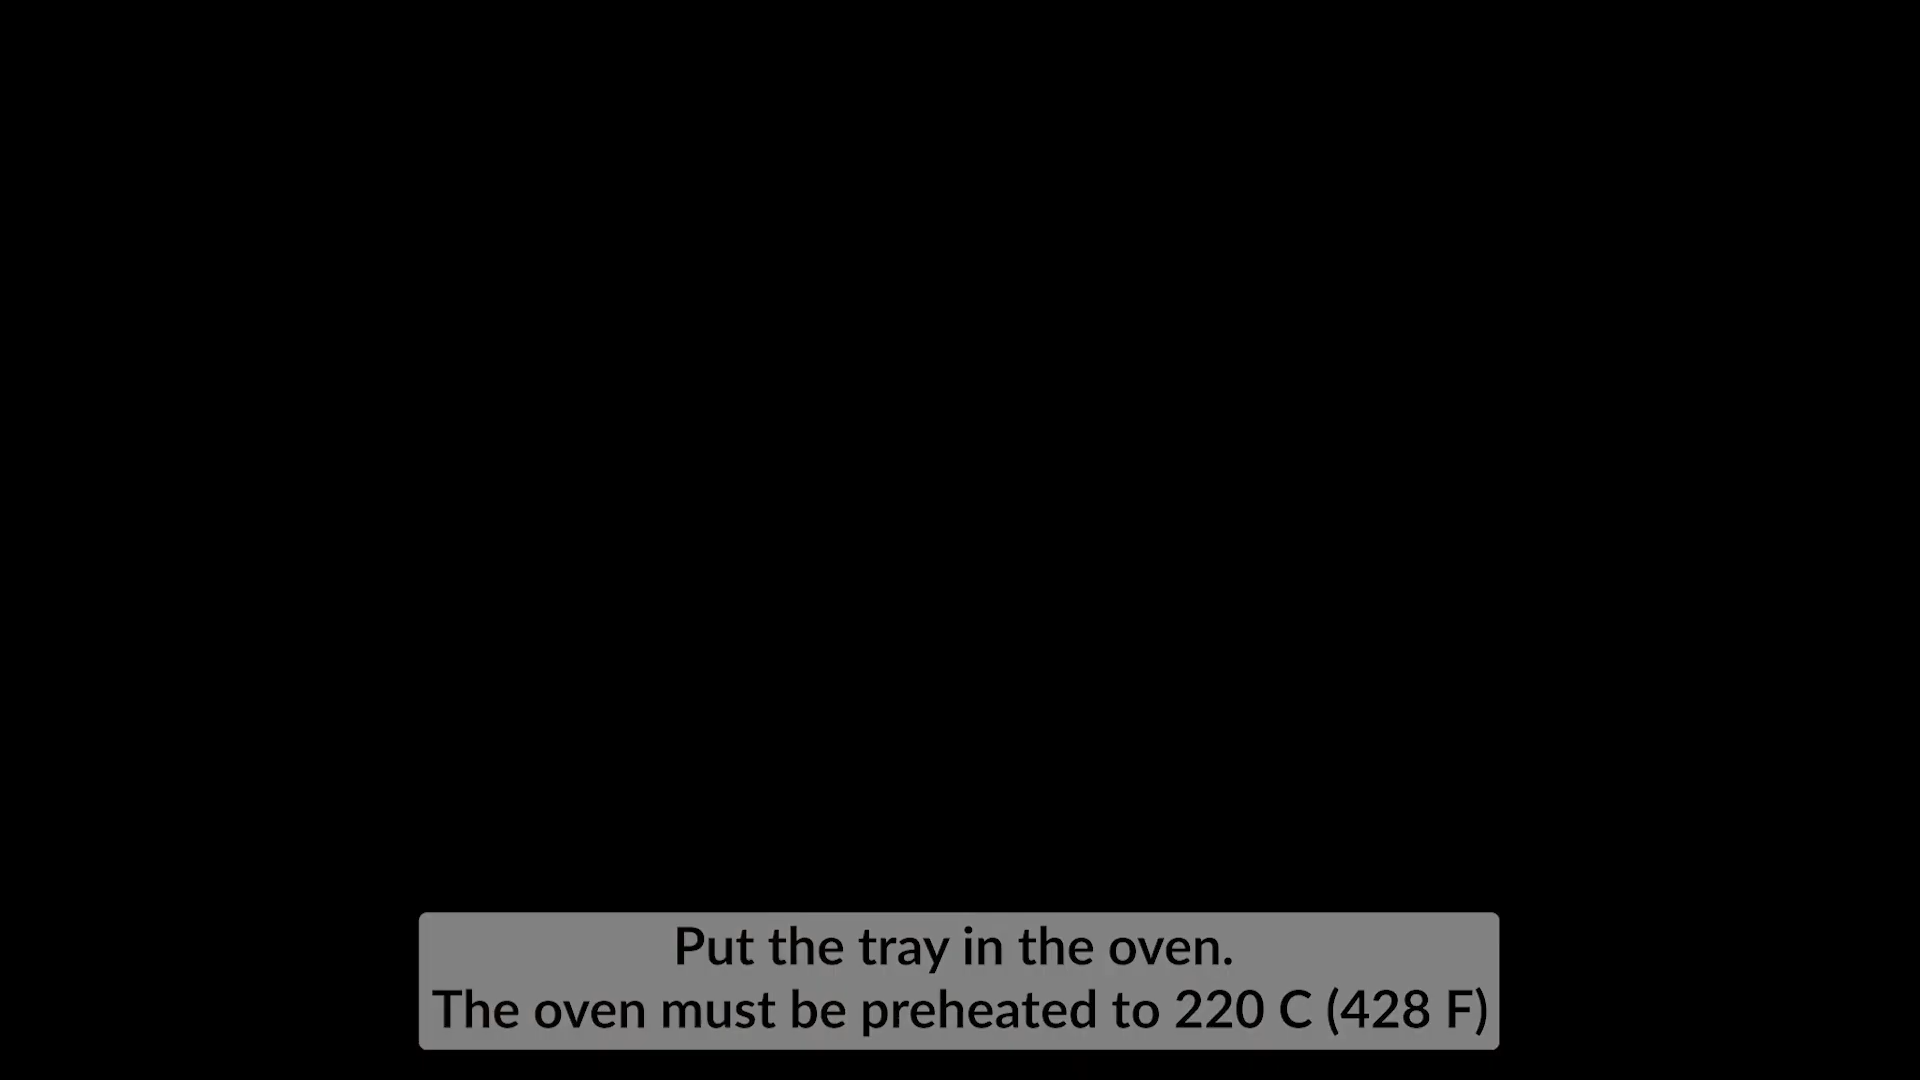 Put the tray in the oven.
The oven must be preheated to 220 C (428 F)